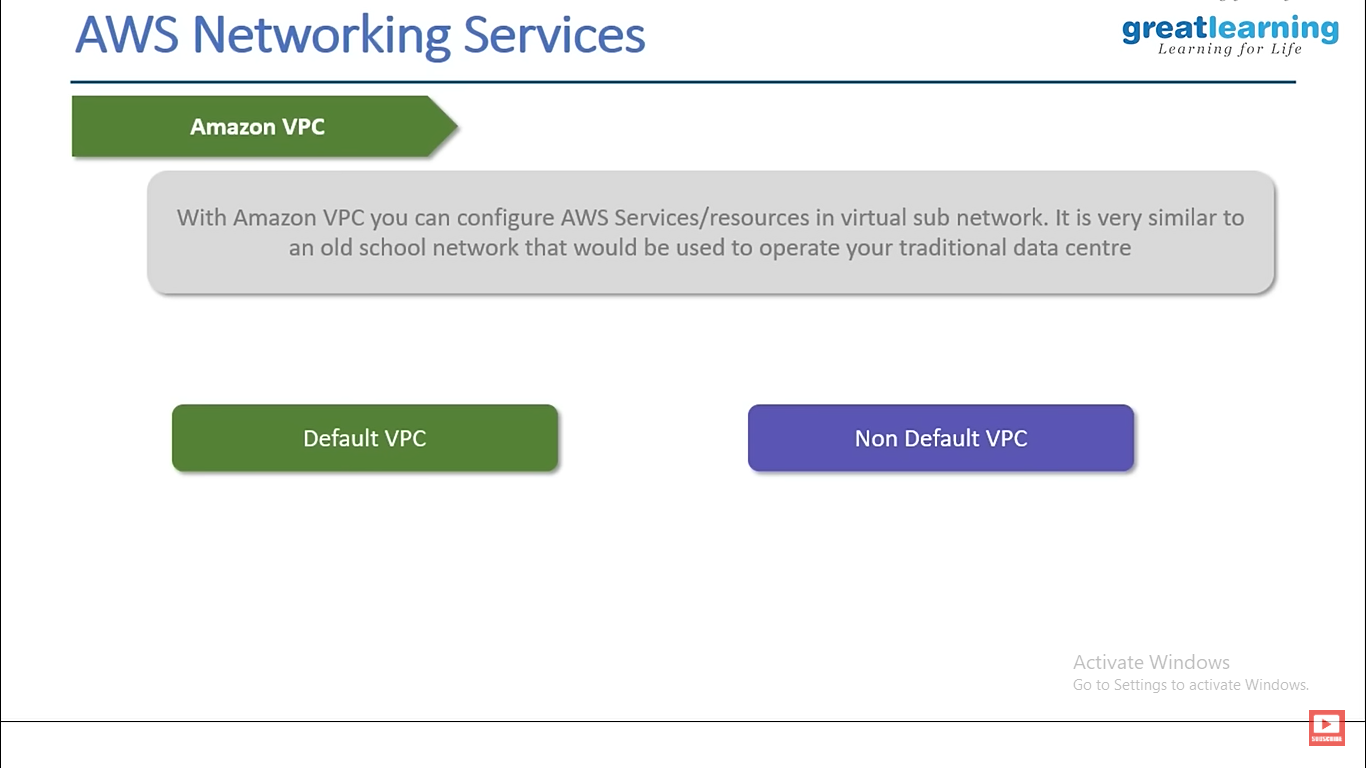 AWS Networking Services
greatlearning
Learning for Life
Amazon VPC
With Amazon VPC you can configure AWS Services/resources in virtual sub network. It is very similar to
an old school network that would be used to operate your traditional data centre
Default VPC
Non Default VPC
Activate Windows
Go to Settings to activate Windows.
SUBSCRIBE